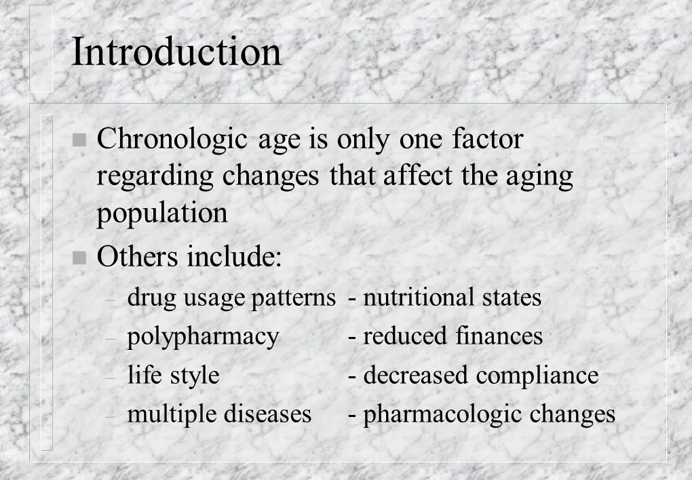 Introduction
Chronologic age is only one factor
regarding changes that affect the aging
population
Others include:
– drug usage patterns - nutritional states
– polypharmacy - reduced finances
– life style - decreased compliance
– multiple diseases - pharmacologic changes